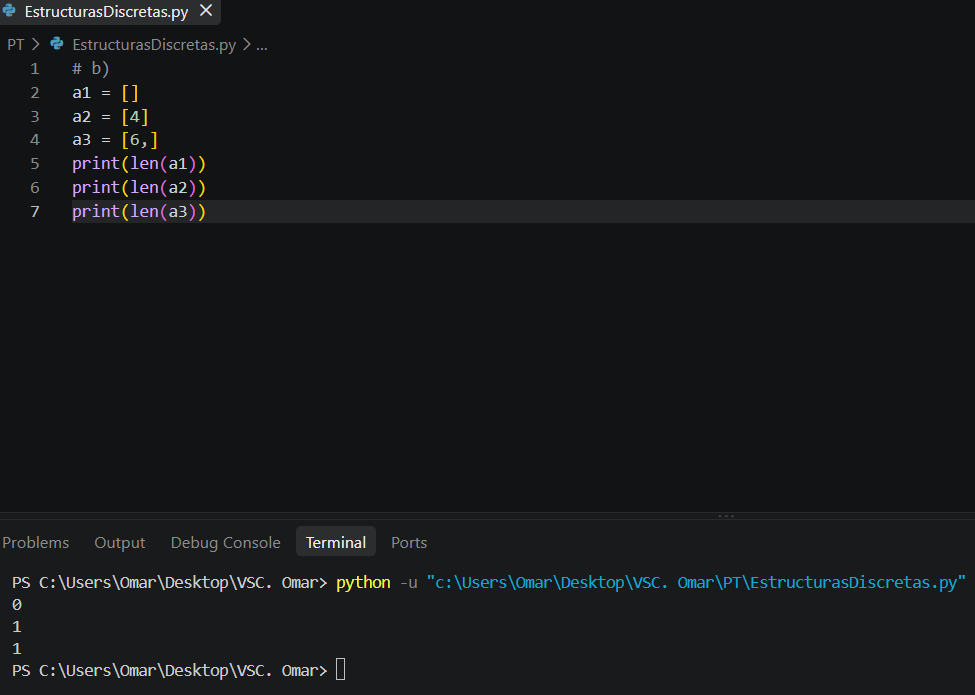 EstructurasDiscretas.py
PT > EstructurasDiscretas.py > ...
1 # b)
2 a1 = []
3 a2 = [4]
4 a3 = [6,]
5 print(len(a1))
6 print(len(a2))
7 print(len(a3))
Problems Output Debug Console Terminal Ports
PS C:\Users\Omar\Desktop\VSC. Omar> python -u "c:\Users\Omar\Desktop\VSC. Omar\PT\EstructurasDiscretas.py"
0
1
1
PS C:\Users\Omar\Desktop\VSC. Omar>